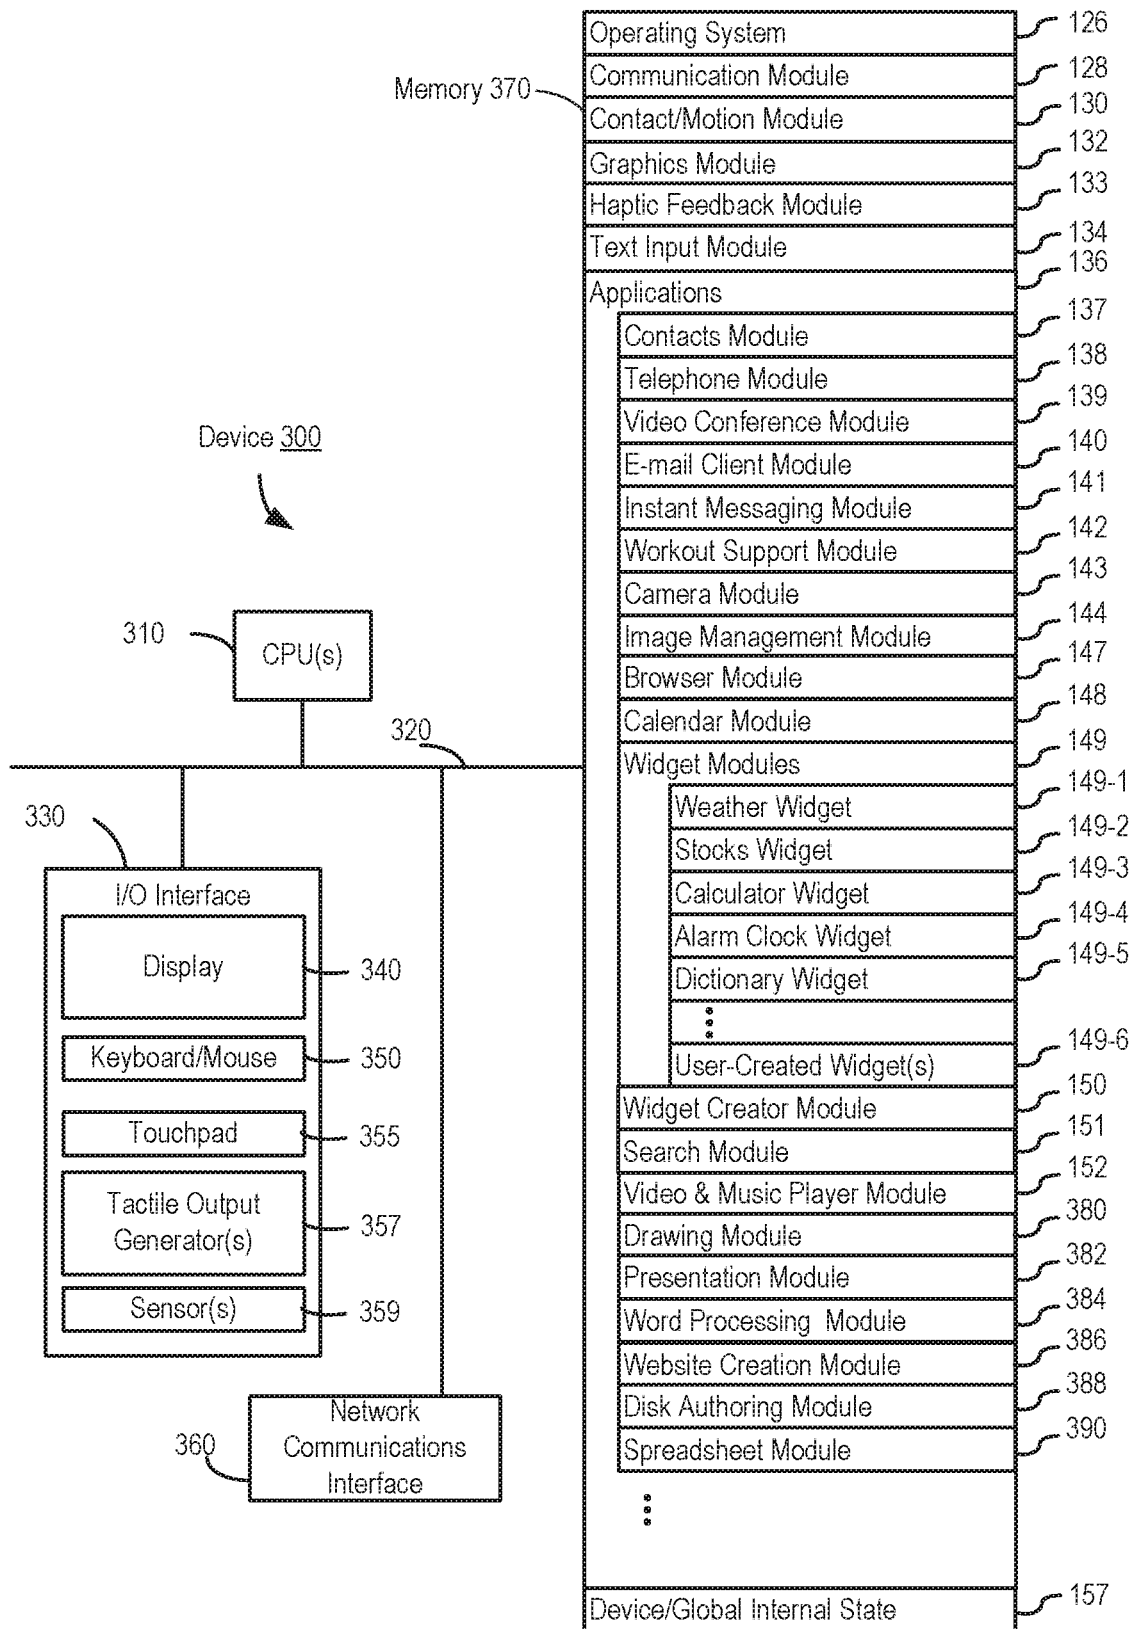 Operating System 126
Communication Module 128
Memory 370
Contact/Motion Module 130
Graphics Module 132
Haptic Feedback Module 133
Text Input Module 134
Applications 136
Contacts Module 137
Telephone Module 138
Video Conference Module 139
E-mail Client Module 140
Instant Messaging Module 141
Workout Support Module 142
Camera Module 143
Image Management Module 144
Browser Module 147
Calendar Module 148
Widget Modules 149
Weather Widget 149-1
Stocks Widget 149-2
Calculator Widget 149-3
Alarm Clock Widget 149-4
Dictionary Widget 149-5
User-Created Widget(s) 149-6
Widget Creator Module 150
Search Module 151
Video & Music Player Module 152
Drawing Module 380
Presentation Module 382
Word Processing Module 384
Website Creation Module 386
Disk Authoring Module 388
Spreadsheet Module 390
Device/Global Internal State 157
Device 300
310
CPU(s)
320
330
I/O Interface
Display 340
Keyboard/Mouse 350
Touchpad 355
Tactile Output
Generator(s) 357
Sensor(s) 359
360
Network
Communications
Interface